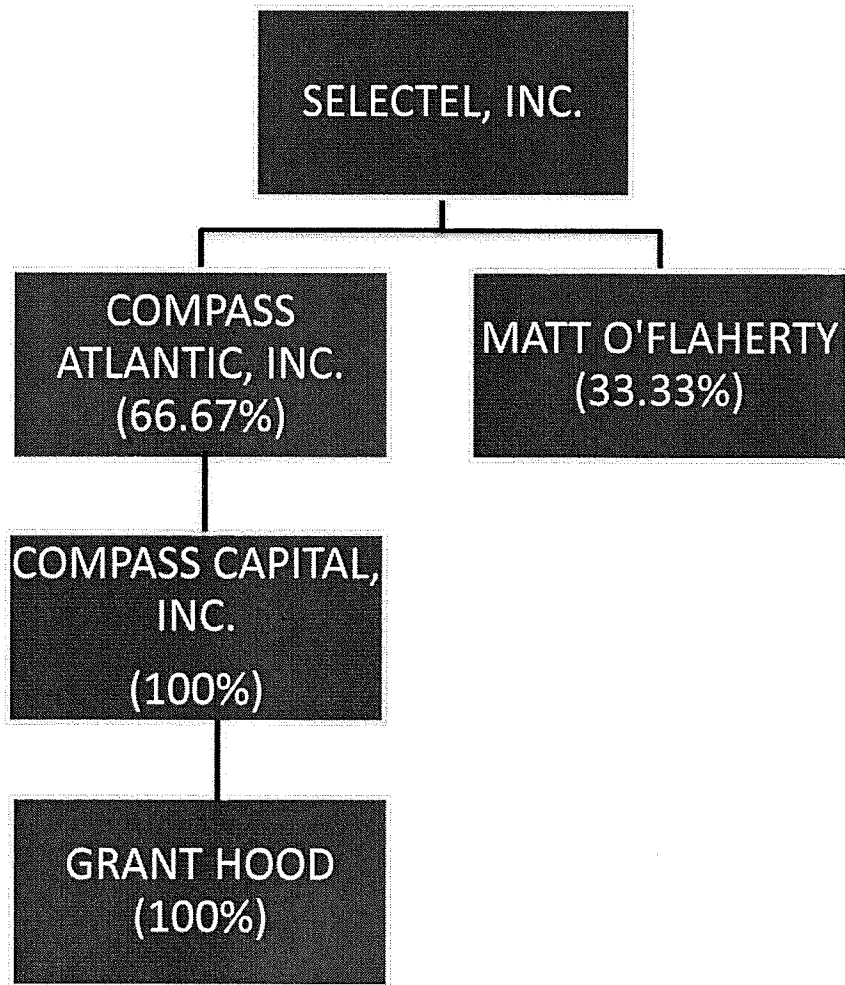 SELECTEL, INC.
COMPASS
ATLANTIC, INC.
(66.67%)
MATT O'FLAHERTY
(33.33%)
COMPASS CAPITAL,
INC.
(100%)
GRANT HOOD
(100%)